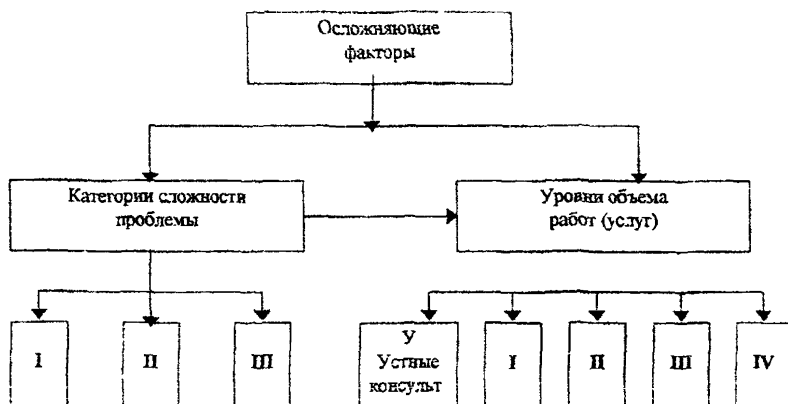 Осложняющие
факторы
Категории сложности
проблемы
Уровни объема
работ (услуг)
I
II
III
У
Устные
консульт
I
II
III
IV